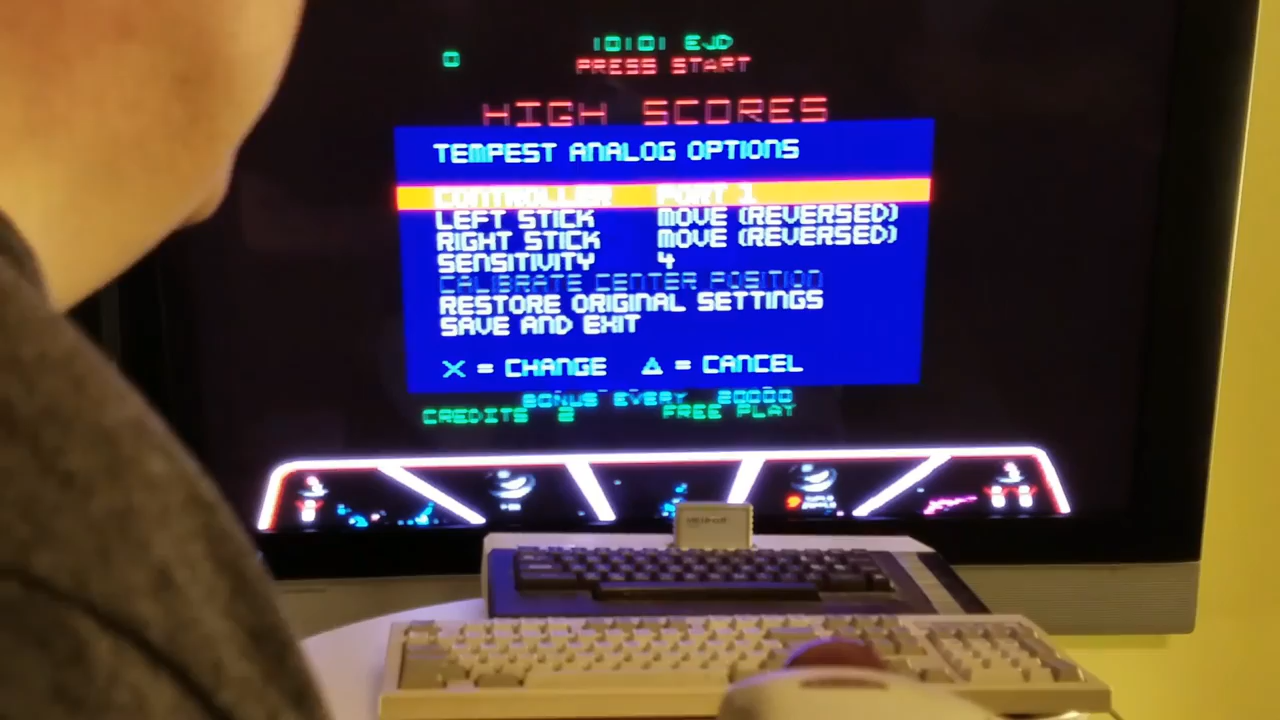 10101 EJD
0
PRESS START
HIGH SCORES
TEMPEST ANALOG OPTIONS
CONTROLLER PORT 1
LEFT STICK MOVE (REVERSED)
RIGHT STICK MOVE (REVERSED)
SENSITIVITY 4
CALIBRATE CENTER POSITION
RESTORE ORIGINAL SETTINGS
SAVE AND EXIT
X = CHANGE △ = CANCEL
BONUS EVERY 20000
CREDITS 2 FREE PLAY